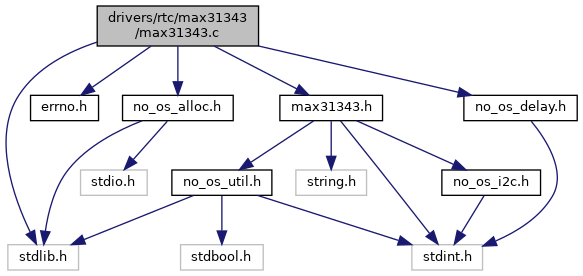 drivers/rtc/max31343
/max31343.c
errno.h
no_os_alloc.h
max31343.h
no_os_delay.h
stdio.h
no_os_util.h
string.h
no_os_i2c.h
stdlib.h
stdbool.h
stdint.h